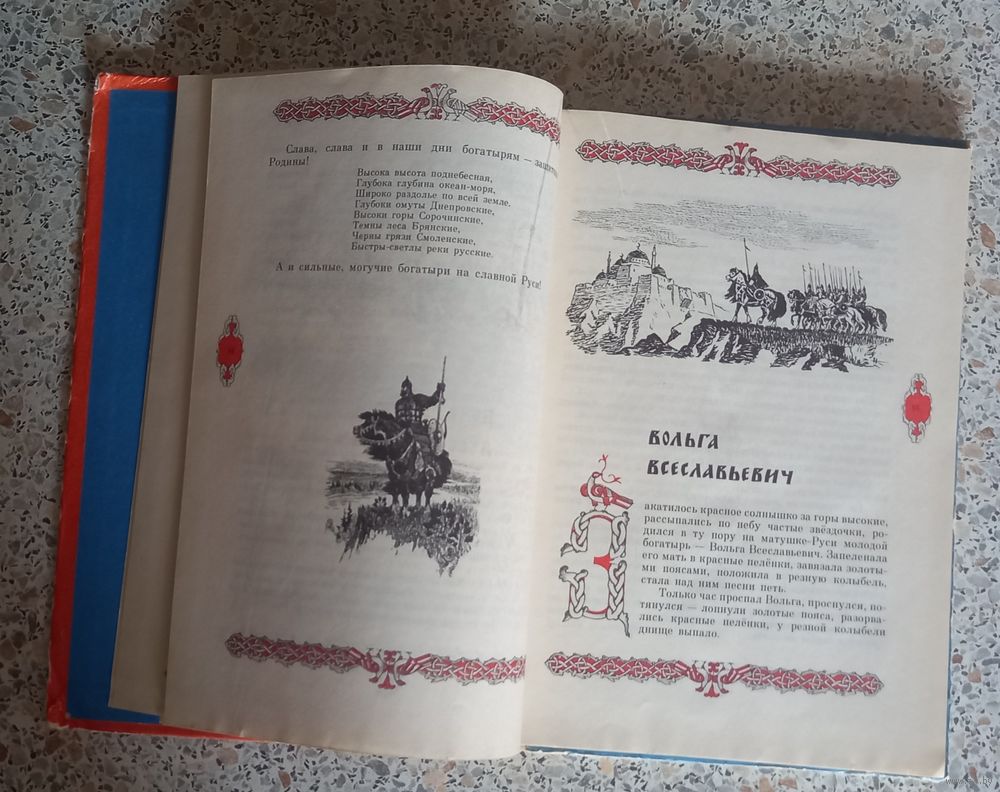 Слава, слава и в наши дни богатырям —
Родины!
Высока высота поднебесная,
Глубока глубина океан-моря,
Широко раздолье по всей земле.
Глубоки омуты Днепровские,
Высоки горы Сорочинские,
Темны леса Брянские,
Черны грязи Смоленские,
Быстры-светлы реки русские.
А и сильные, могучие богатыри на славной Руси!
ВОЛЬГА
ВСЕСЛАВЬЕВИЧ
Закатилось красное солнышко за горы высокие,
рассыпались по небу частые звёздочки, ро-
дился в ту пору на матушке-Руси молодой
богатырь — Вольга Всеславьевич. Запеленала
его мать в красные пелёнки, завязала золоты-
ми поясами, положила в резную колыбель,
стала над ним песни петь.
Только час проспал Вольга, проснулся, по-
тянулся — лопнули золотые пояса, разорва-
лись красные пелёнки, у резной колыбели
днище выпало.